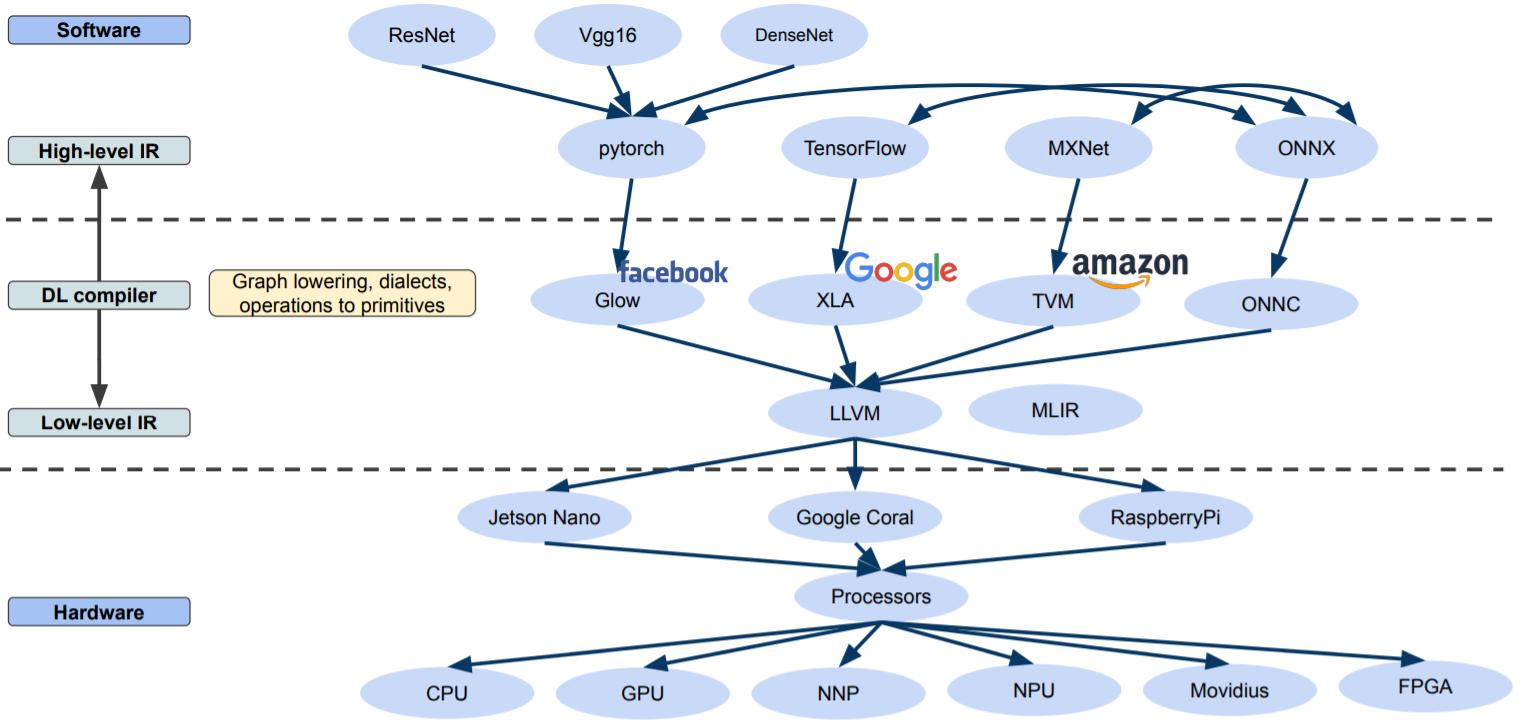 Software
ResNet
Vgg16
DenseNet
High-level IR
pytorch
TensorFlow
MXNet
ONNX
facebook
Google
amazon
DL compiler
Graph lowering, dialects,
operations to primitives
Glow
XLA
TVM
ONNC
Low-level IR
LLVM
MLIR
Jetson Nano
Google Coral
RaspberryPi
Hardware
Processors
CPU
GPU
NNP
NPU
Movidius
FPGA